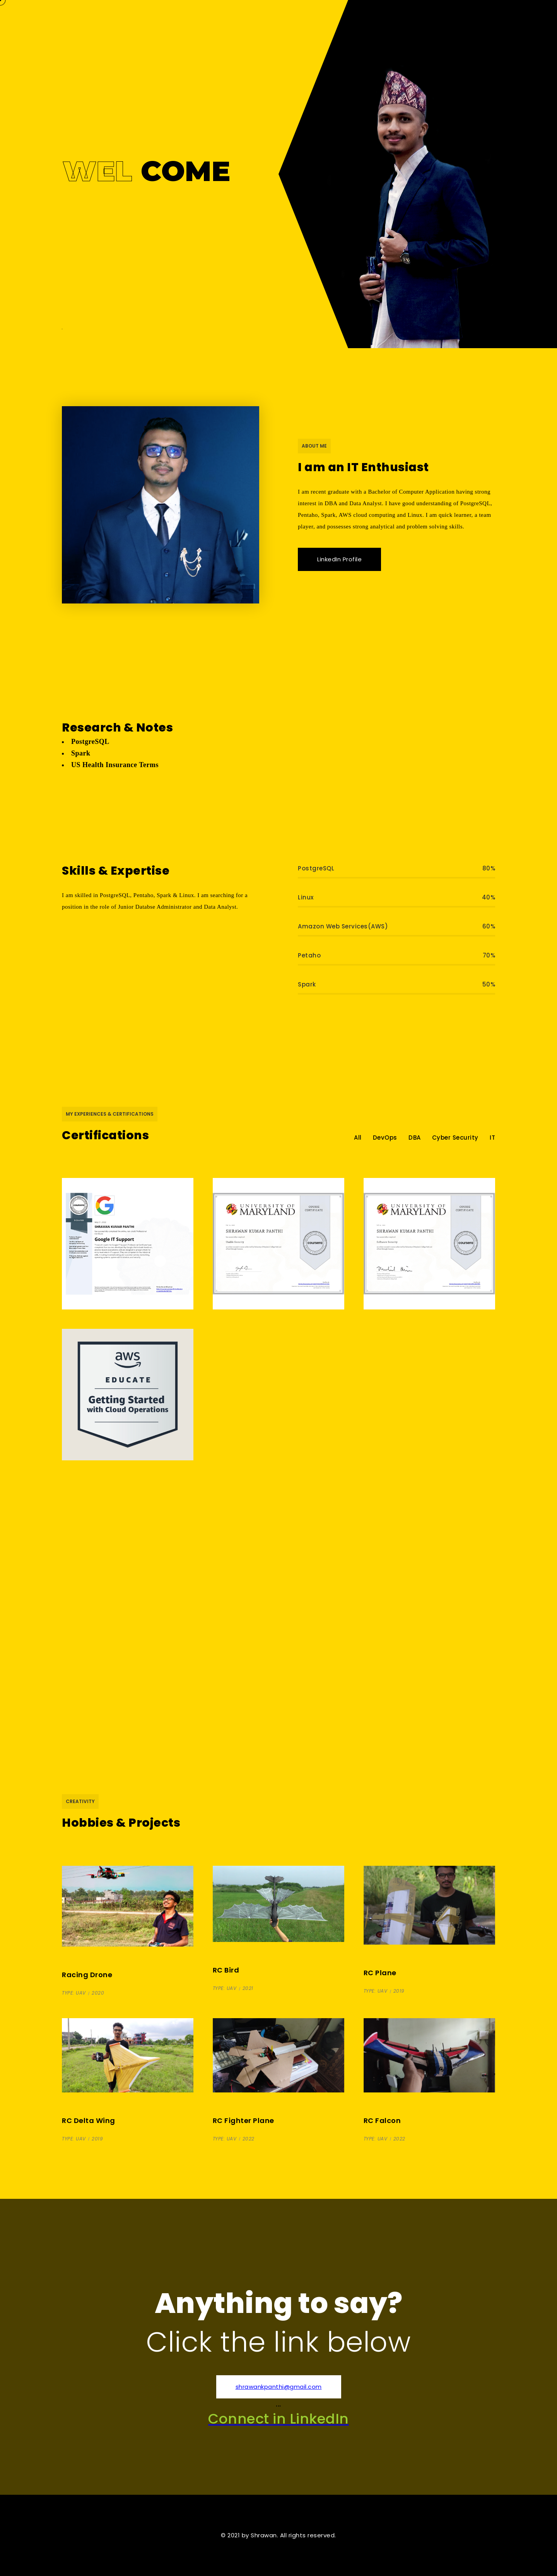 WEL COME
ABOUT ME
I am an IT Enthusiast
I am recent graduate with a Bachelor of Computer Application having strong
interest in DBA and Data Analyst. I have good understanding of PostgreSQL,
Pentaho, Spark, AWS cloud computing and Linux. I am quick learner, a team
player, and possesses strong analytical and problem solving skills.
LinkedIn Profile
Research & Notes
• PostgreSQL
• Spark
• US Health Insurance Terms
Skills & Expertise
I am skilled in PostgreSQL, Pentaho, Spark & Linux. I am searching for a
position in the role of Junior Databse Administrator and Data Analyst.
PostgreSQL 80%
Linux 40%
Amazon Web Services(AWS) 60%
Petaho 70%
Spark 50%
MY EXPERIENCES & CERTIFICATIONS
Certifications
All DevOps DBA Cyber Security IT
SHRAWAN KUMAR PANTHI
Google IT Support
UNIVERSITY OF
MARYLAND
SHRAWAN KUMAR PANTHI
UNIVERSITY OF
MARYLAND
SHRAWAN KUMAR PANTHI
aws
EDUCATE
Getting Started
with Cloud Operations
CREATIVITY
Hobbies & Projects
Racing Drone
TYPE: UAV | 2020
RC Bird
TYPE: UAV | 2021
RC Plane
TYPE: UAV | 2019
RC Delta Wing
TYPE: UAV | 2019
RC Fighter Plane
TYPE: UAV | 2022
RC Falcon
TYPE: UAV | 2023
Anything to say?
Click the link below
shrawankpanthi@gmail.com
Connect in LinkedIn
© 2021 by Shrawan. All rights reserved.